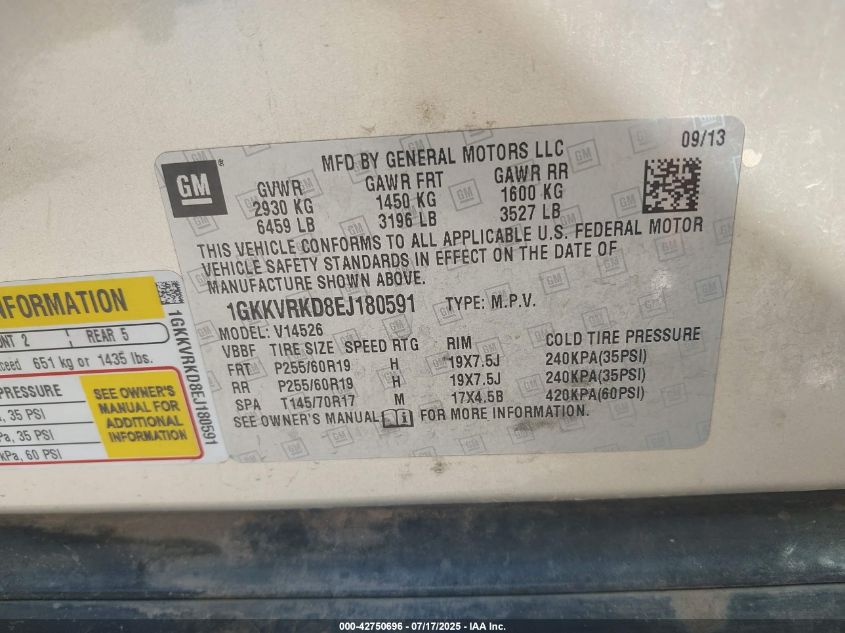 GM
®
MFD BY GENERAL MOTORS LLC
09/13
GVWR GAWR FRT GAWR RR
2930 KG 1450 KG 1600 KG
6459 LB 3196 LB 3527 LB
THIS VEHICLE CONFORMS TO ALL APPLICABLE U.S. FEDERAL MOTOR
VEHICLE SAFETY STANDARDS IN EFFECT ON THE DATE OF
MANUFACTURE SHOWN ABOVE.
1GKKVRKD8EJ180591 TYPE: M.P.V.
MODEL: V14526
VBBF TIRE SIZE SPEED RTG RIM COLD TIRE PRESSURE
FRT P255/60R19 H 19X7.5J 240KPA(35PSI)
RR P255/60R19 H 19X7.5J 240KPA(35PSI)
SPA T145/70R17 M 17X4.5B 420KPA(60PSI)
SEE OWNER'S MANUAL FOR MORE INFORMATION.
NFORMATION
NT 2 REAR 5
ceed 651 kg or 1435 lbs.
PRESSURE
, 35 PSI
Pa, 35 PSI
kPa, 60 PSI
SEE OWNER'S
MANUAL FOR
ADDITIONAL
INFORMATION
1GKKVRKD8EJ180591
000-42750696 - 07/17/2025 - IAA Inc.